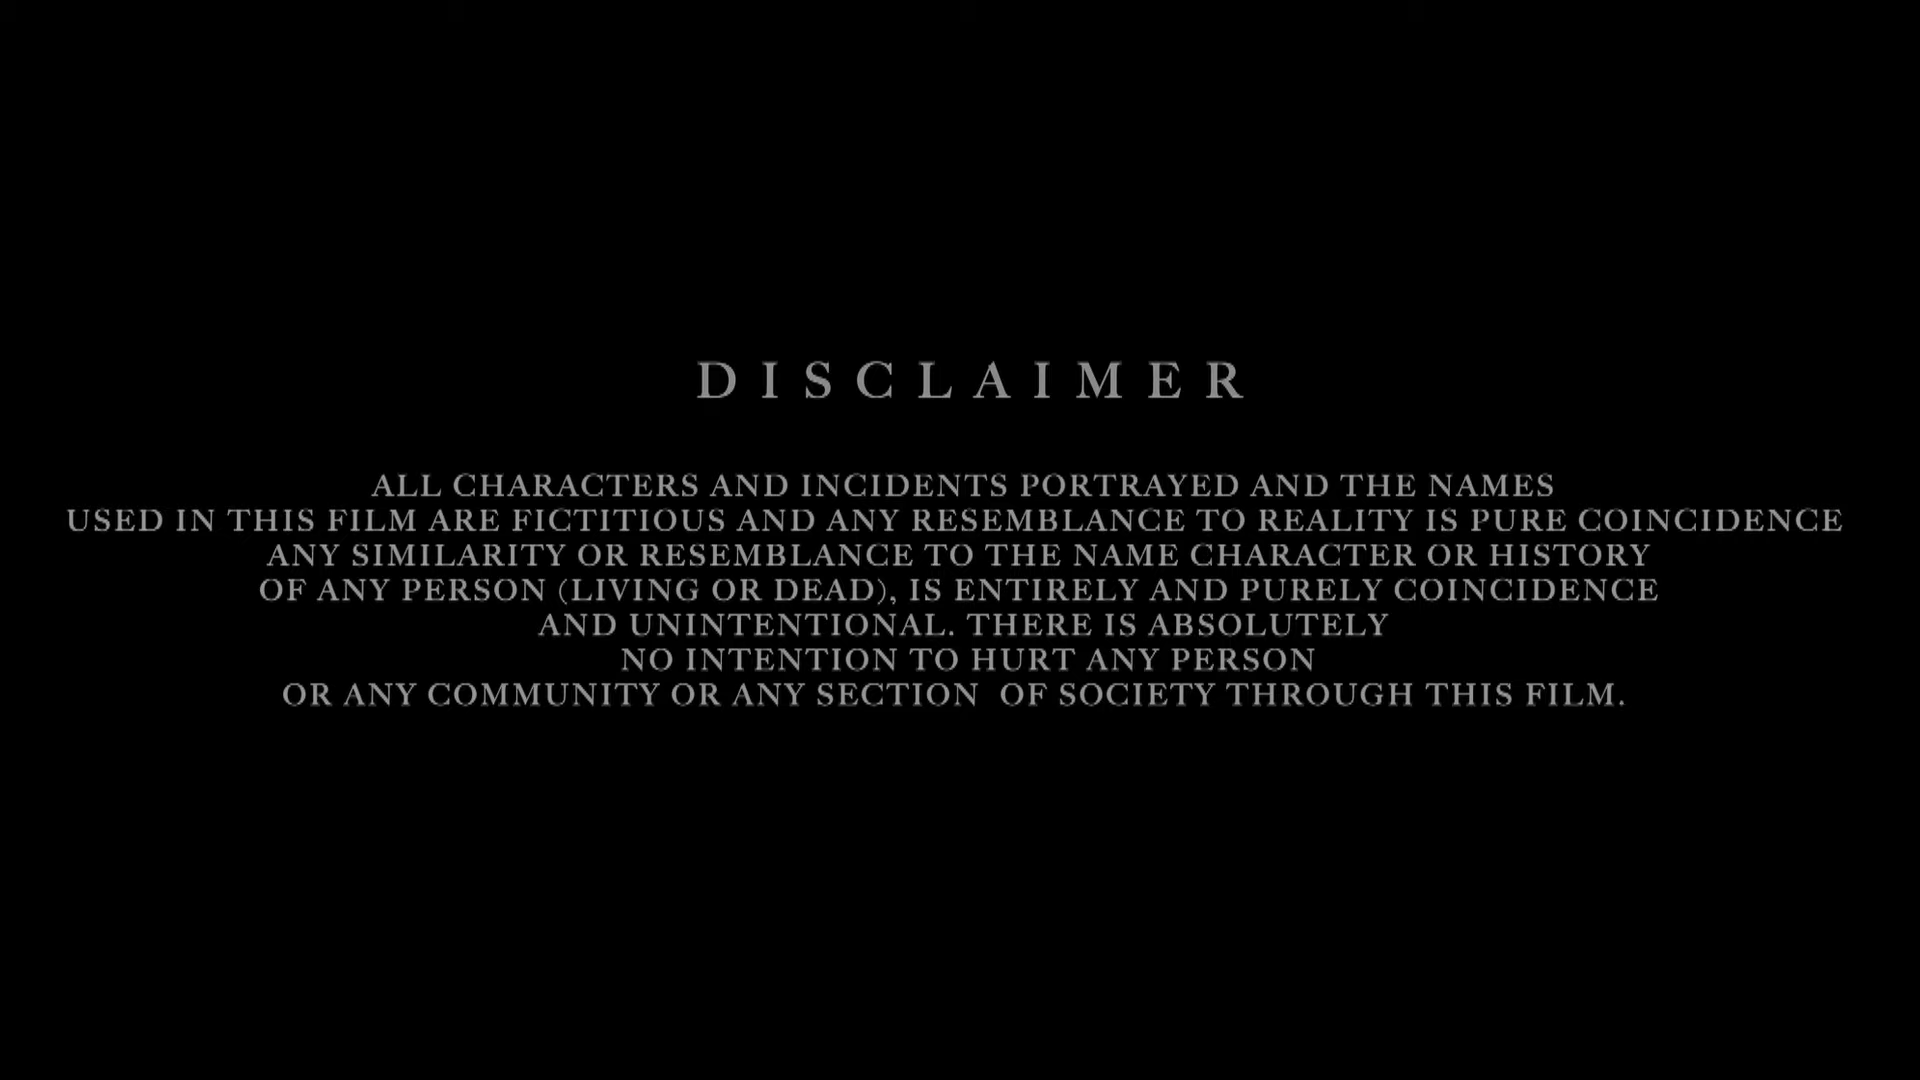 DISCLAIMER
ALL CHARACTERS AND INCIDENTS PORTRAYED AND THE NAMES
USED IN THIS FILM ARE FICTITIOUS AND ANY RESEMBLANCE TO REALITY IS PURE COINCIDENCE
ANY SIMILARITY OR RESEMBLANCE TO THE NAME CHARACTER OR HISTORY
OF ANY PERSON (LIVING OR DEAD), IS ENTIRELY AND PURELY COINCIDENCE
AND UNINTENTIONAL. THERE IS ABSOLUTELY
NO INTENTION TO HURT ANY PERSON
OR ANY COMMUNITY OR ANY SECTION OF SOCIETY THROUGH THIS FILM.